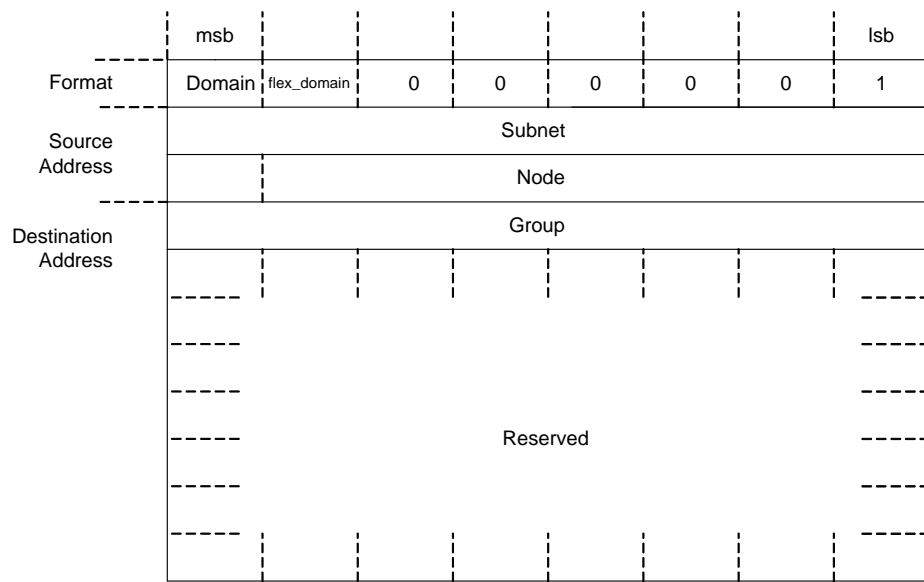 msb lsb
Format Domain flex_domain 0 0 0 0 0 1
Source
Address
Subnet
Node
Destination
Address
Group
Reserved